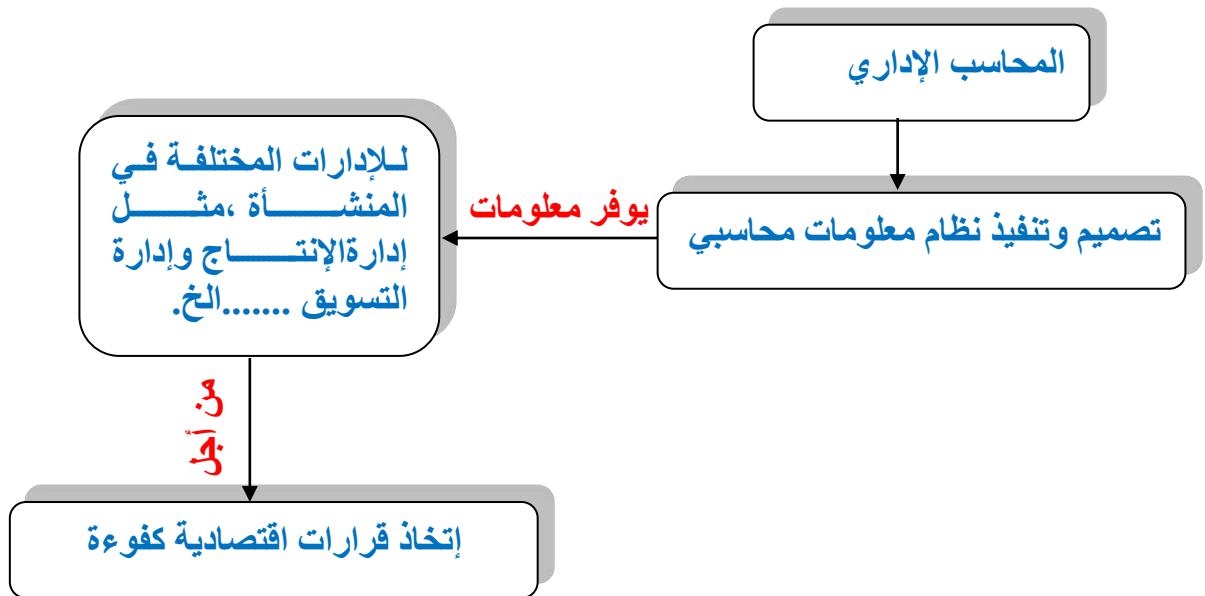 المحاسب الإداري
تصميم وتنفيذ نظام معلومات محاسبي
يوفر معلومات
للإدارات المختلفة في
المنشأة ،مثل
إدارةالإنتاج وإدارة
التسويق .......الخ.
من أجل
إتخاذ قرارات اقتصادية كفوءة